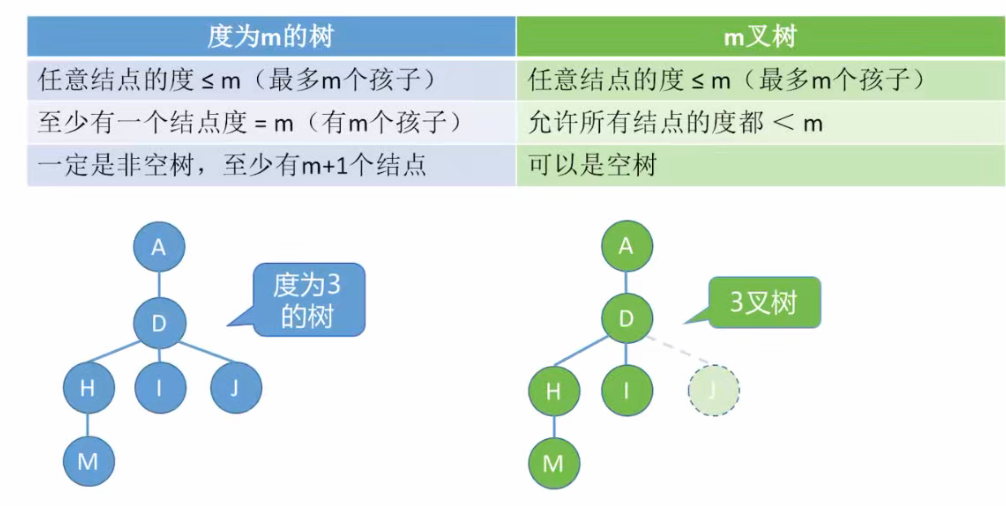 度为m的树
m叉树
任意结点的度 ≤ m（最多m个孩子）
任意结点的度 ≤ m（最多m个孩子）
至少有一个结点度 = m（有m个孩子）
允许所有结点的度都 ＜ m
一定是非空树，至少有m+1个结点
可以是空树
A
D
度为3
的树
H
I
J
M
A
D
3叉树
H
I
J
M